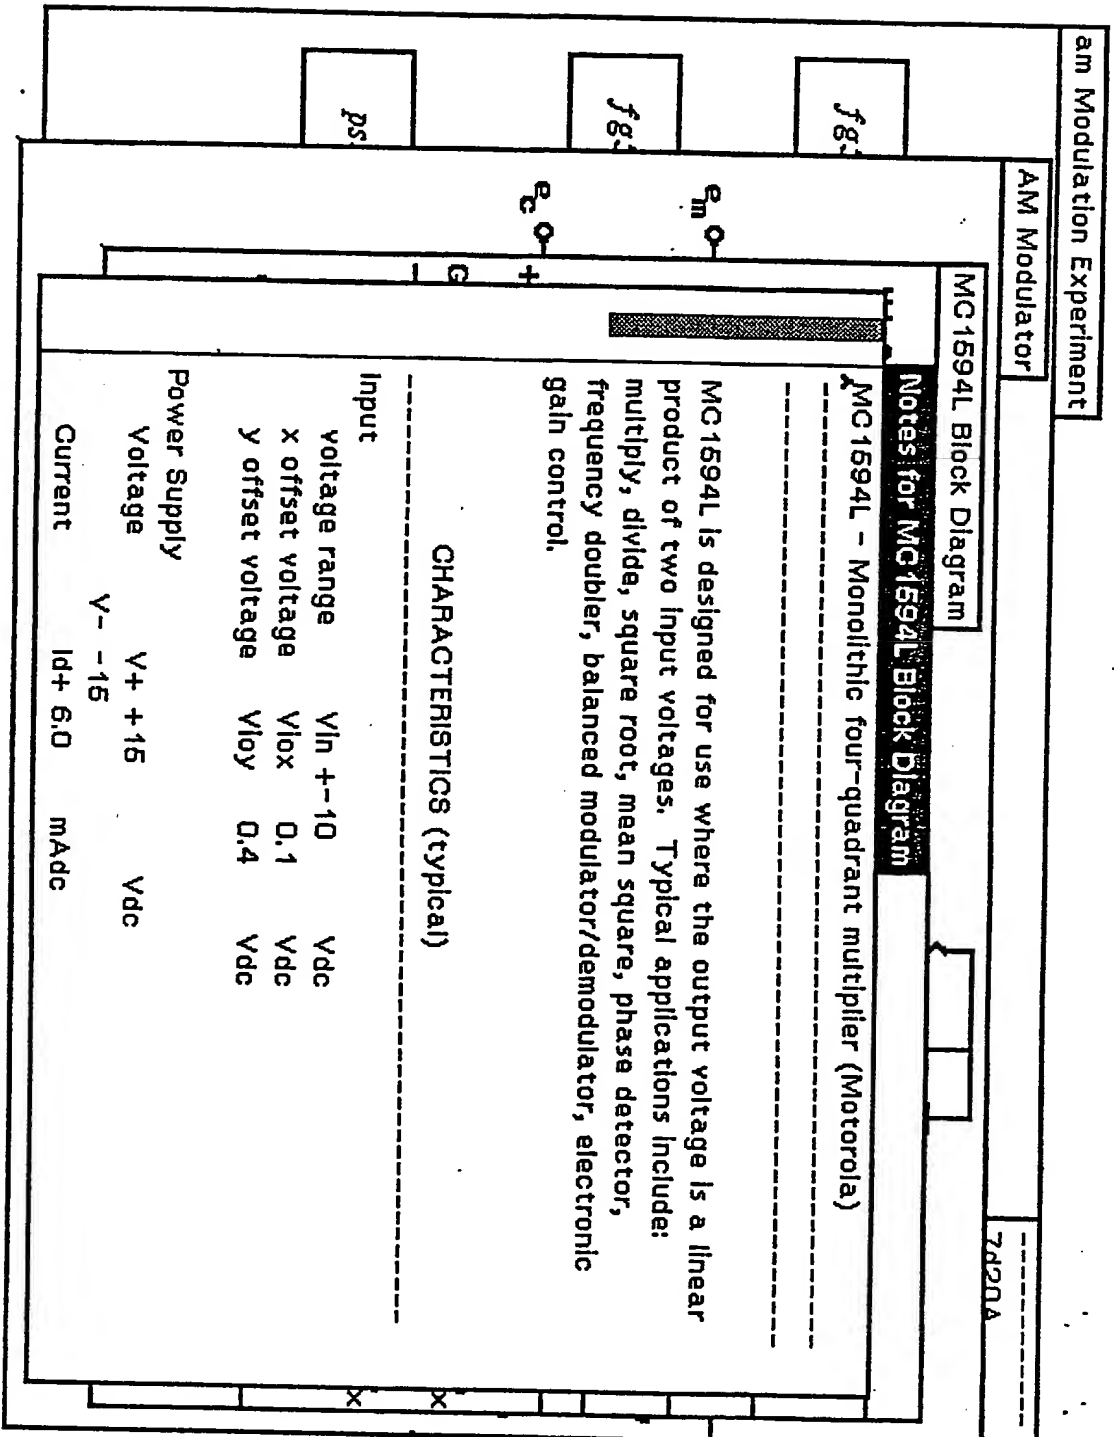 am Modulation Experiment
AM Modulator
7d20A
MC1594L Block Diagram
Notes for MC1594L Block Diagram
MC1594L - Monolithic four-quadrant multiplier (Motorola)
MC1594L is designed for use where the output voltage is a linear
product of two input voltages. Typical applications include:
multiply, divide, square root, mean square, phase detector,
frequency doubler, balanced modulator/demodulator, electronic
gain control.
CHARACTERISTICS (typical)
Input
voltage range Vin +-10 Vdc
x offset voltage Viox 0.1 Vdc
y offset voltage Vioy 0.4 Vdc
Power Supply
Voltage V+ +15 Vdc
V- -15
Current Id+ 6.0 mAdc
em
ec
+
G
-
ps
x
x